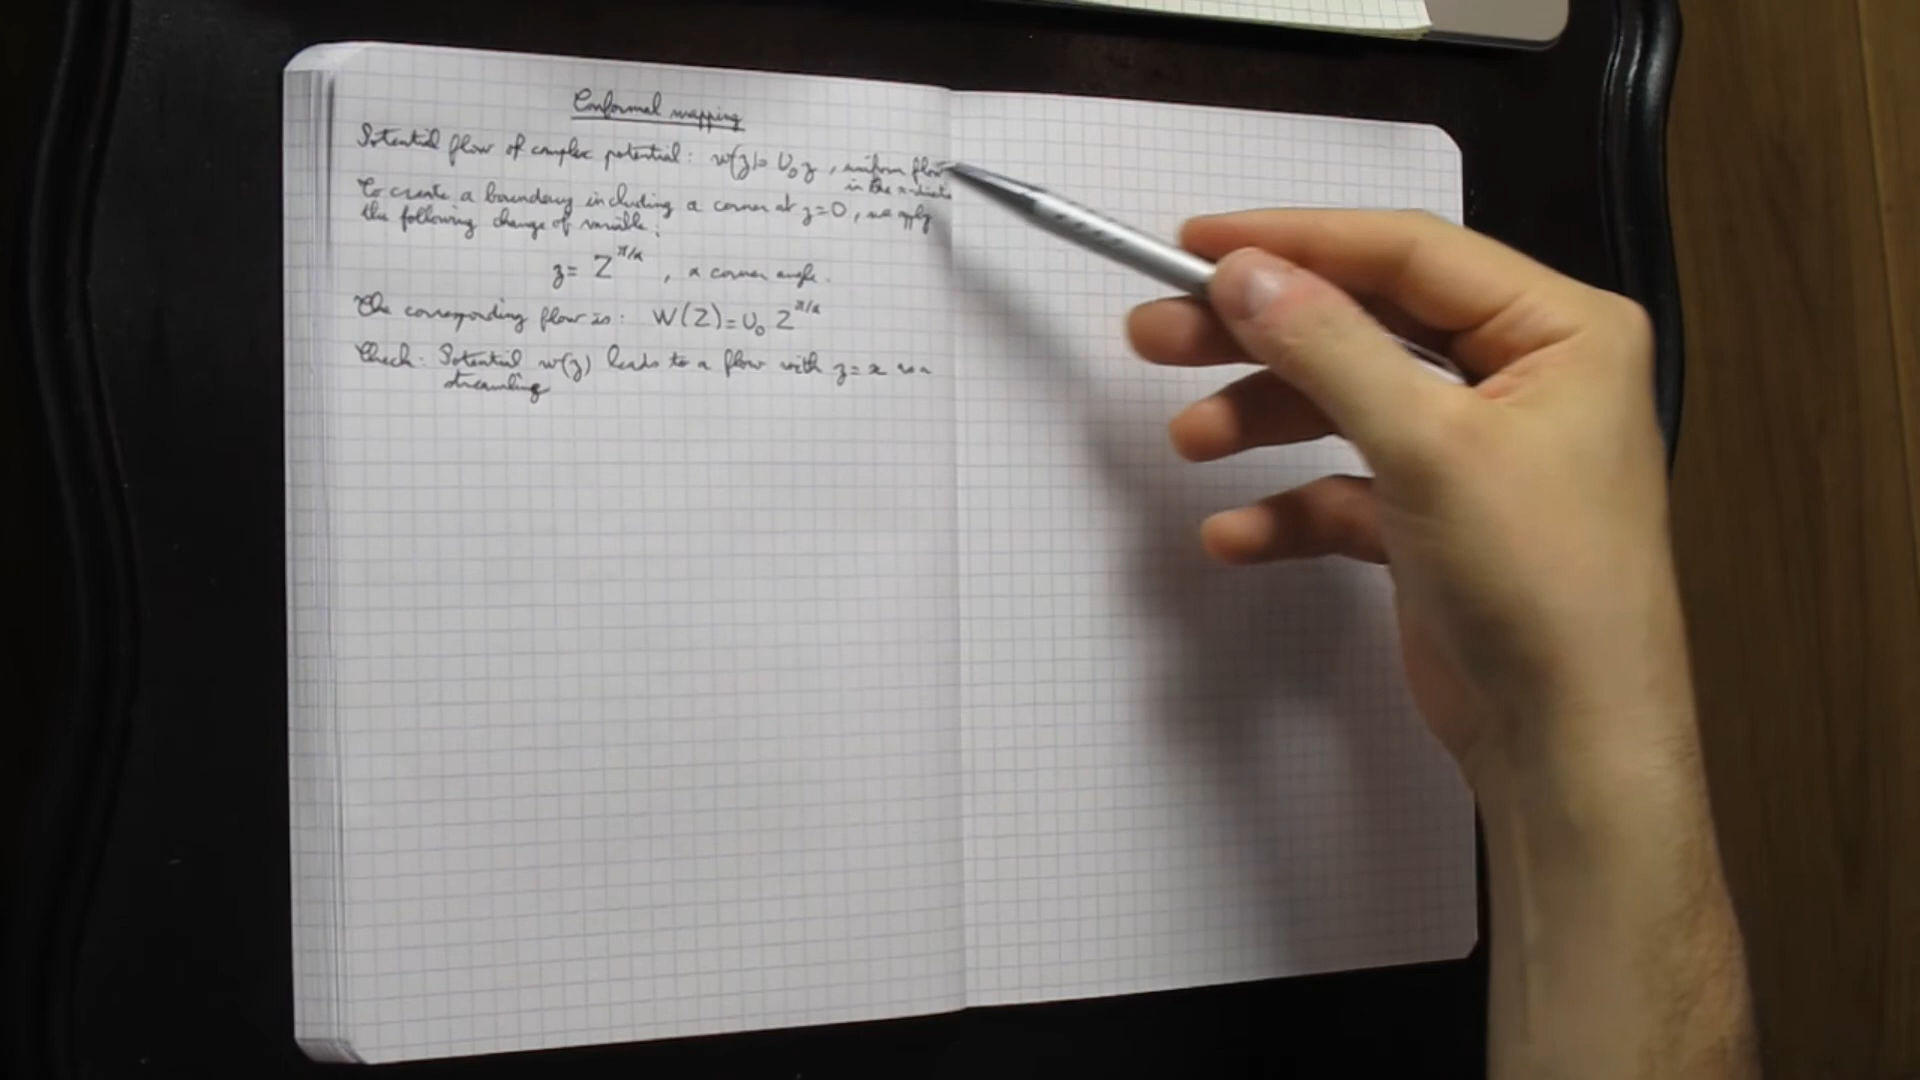 Conformal mapping
Potential flow of complex potential: w(z) = U₀z, uniform flow
in the x-direct
To create a boundary including a corner at z=0, we apply
the following change of variable:
z = Z^π/α , α corner angle.
The corresponding flow is: W(Z) = U₀ Z^π/α
Check: Potential w(z) leads to a flow with z = x as a
streamline